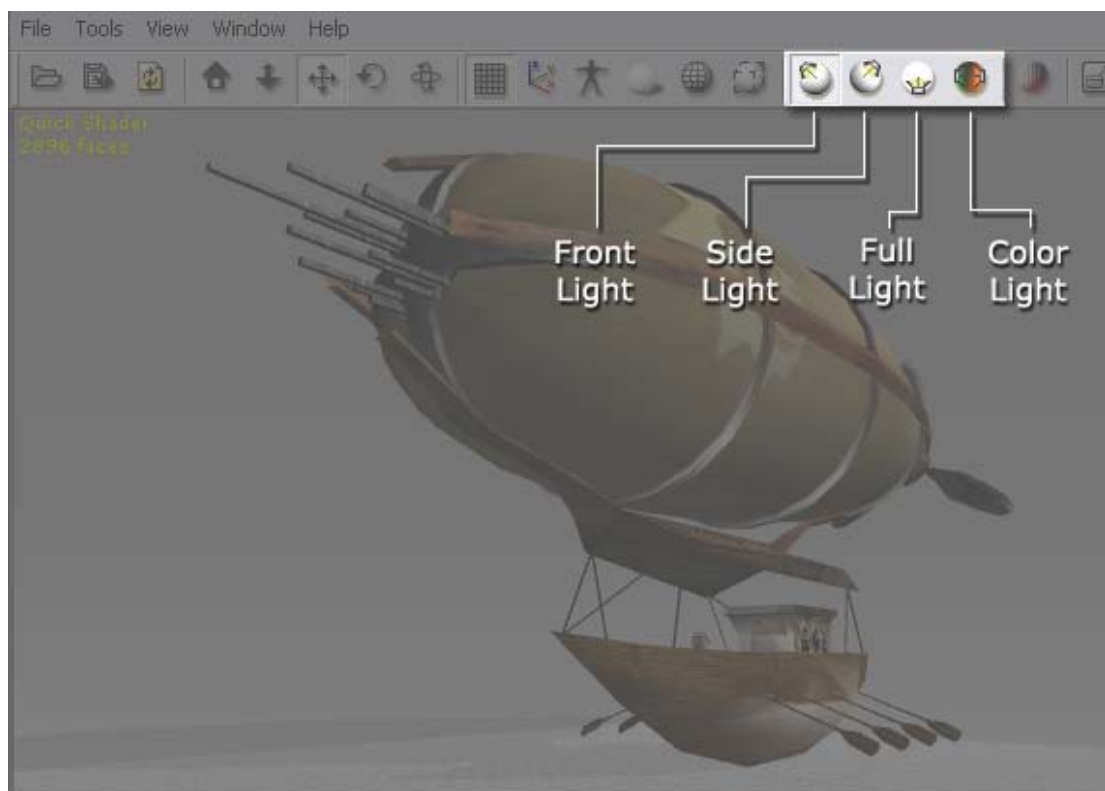 File Tools View Window Help
Quick Shader
2896 faces
Front
Light
Side
Light
Full
Light
Color
Light